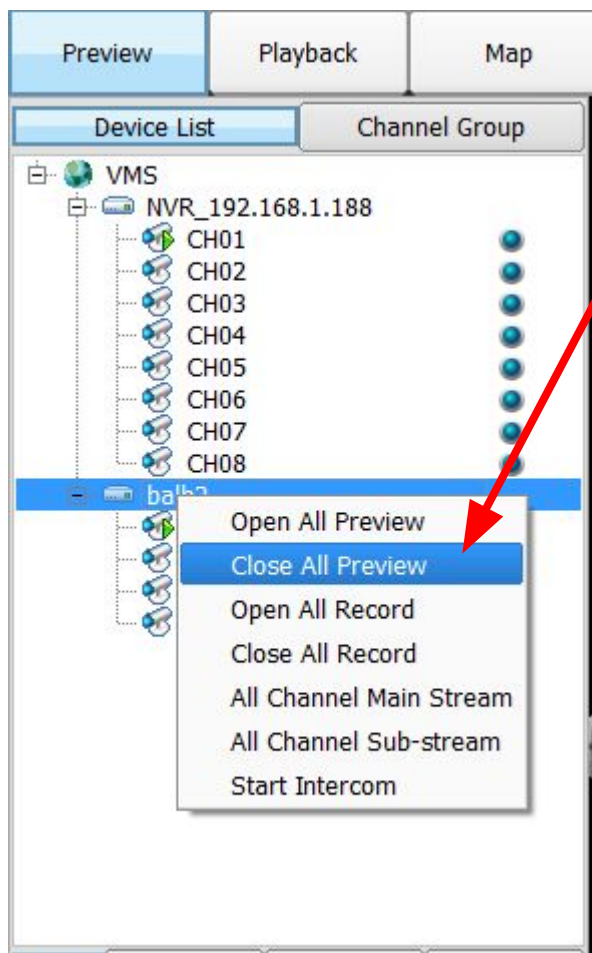 Preview Playback Map
Device List Channel Group
VMS
NVR_192.168.1.188
CH01
CH02
CH03
CH04
CH05
CH06
CH07
CH08
Open All Preview
Close All Preview
Open All Record
Close All Record
All Channel Main Stream
All Channel Sub-stream
Start Intercom